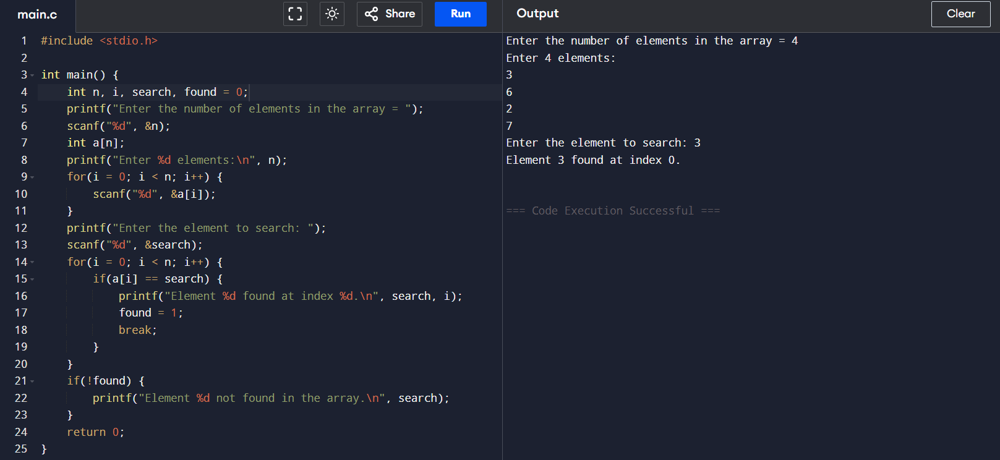 main.c
Share
Run
Output
Clear
1 #include <stdio.h>
2
3 int main() {
4     int n, i, search, found = 0;
5     printf("Enter the number of elements in the array = ");
6     scanf("%d", &n);
7     int a[n];
8     printf("Enter %d elements:\n", n);
9     for(i = 0; i < n; i++) {
10         scanf("%d", &a[i]);
11     }
12     printf("Enter the element to search: ");
13     scanf("%d", &search);
14     for(i = 0; i < n; i++) {
15         if(a[i] == search) {
16             printf("Element %d found at index %d.\n", search, i);
17             found = 1;
18             break;
19         }
20     }
21     if(!found) {
22         printf("Element %d not found in the array.\n", search);
23     }
24     return 0;
25 }
Enter the number of elements in the array = 4
Enter 4 elements:
3
6
2
7
Enter the element to search: 3
Element 3 found at index 0.
=== Code Execution Successful ===